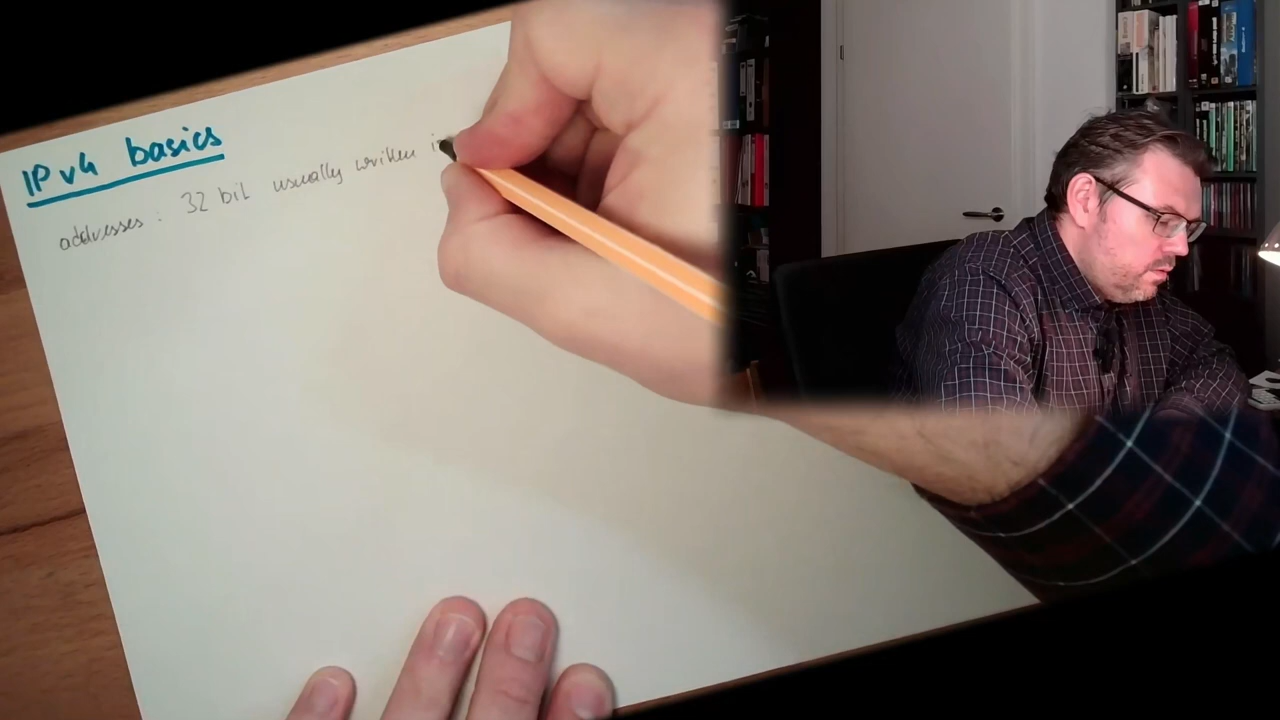 IPv4 basics
addresses : 32 bit usually written i